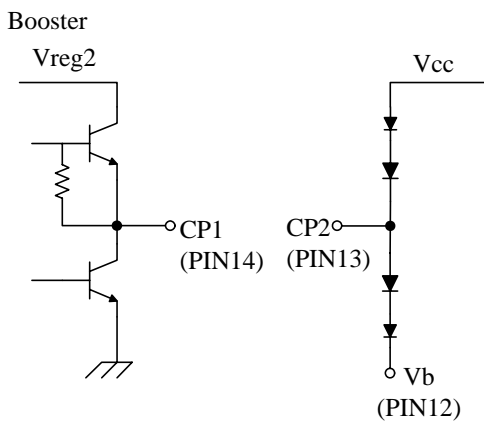 Booster
Vreg2
Vcc
CP1
(PIN14)
CP2
(PIN13)
Vb
(PIN12)